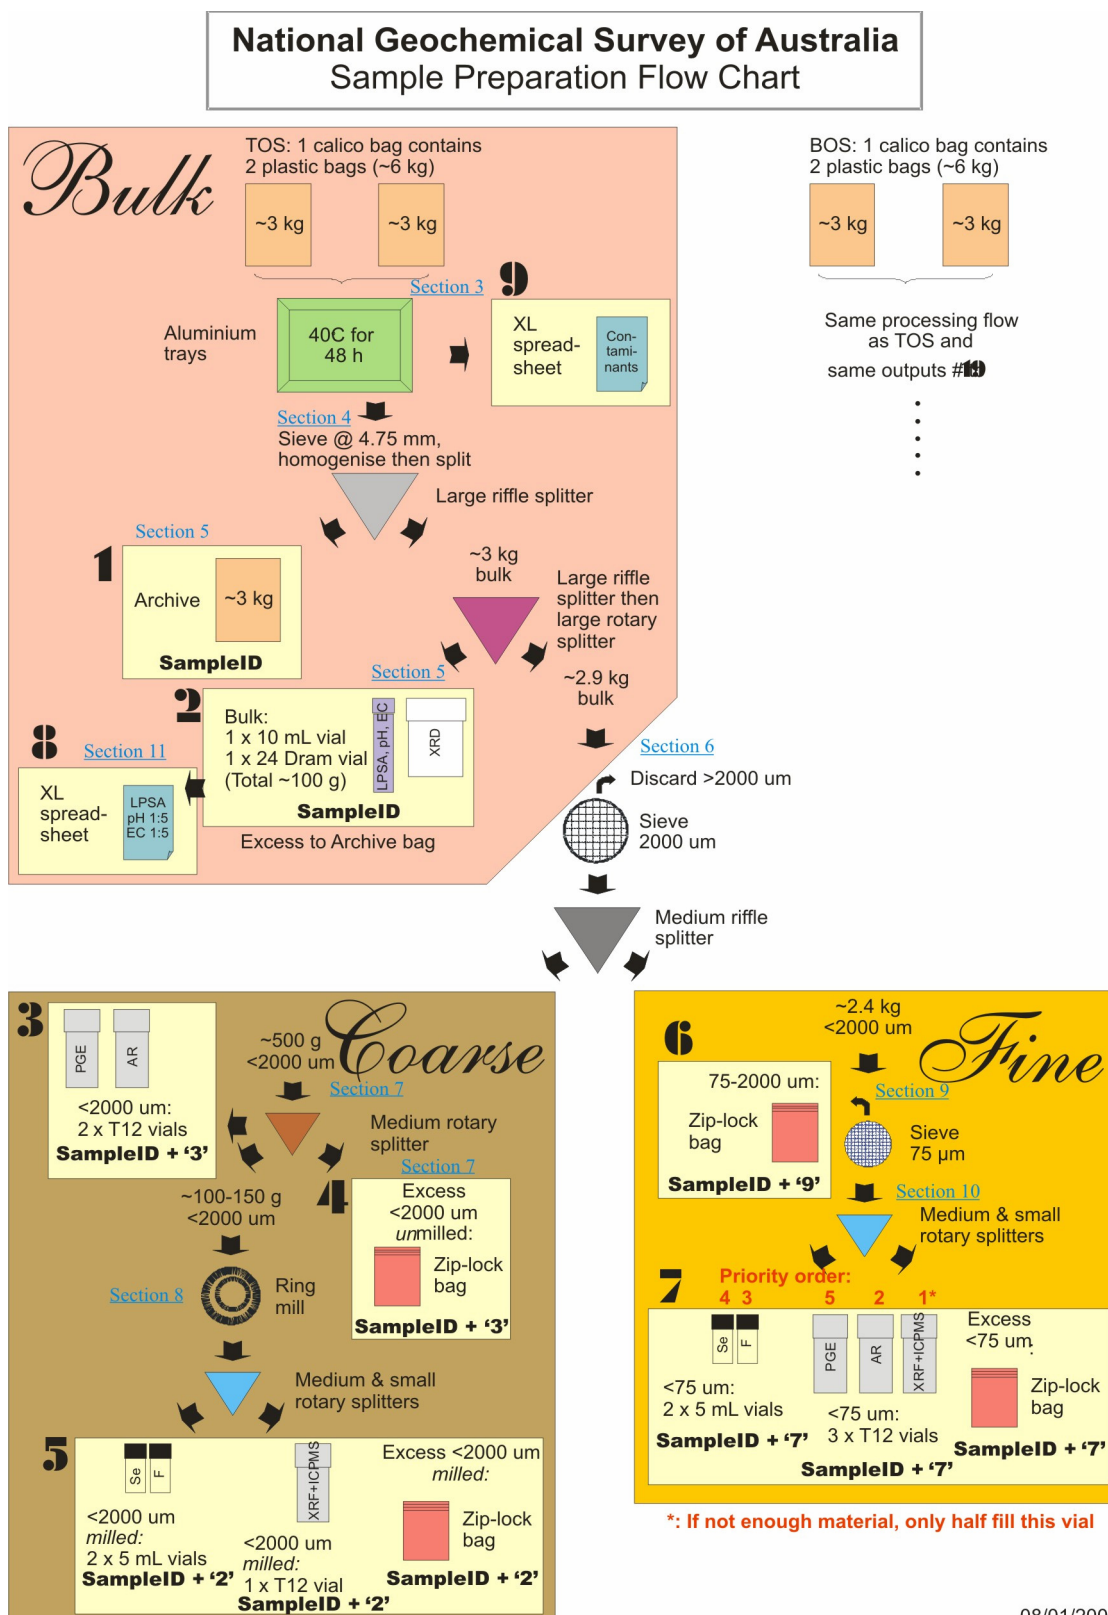 National Geochemical Survey of Australia
Sample Preparation Flow Chart
Bulk
TOS: 1 calico bag contains
2 plastic bags (~6 kg)
~3 kg
~3 kg
BOS: 1 calico bag contains
2 plastic bags (~6 kg)
~3 kg
~3 kg
Same processing flow
as TOS and
same outputs #
Section 3
9
Aluminium
trays
40C for
48 h
XL
spread-
sheet
Con-
tami-
nants
Section 4
Sieve @ 4.75 mm,
homogenise then split
Large riffle splitter
Section 5
1
Archive
~3 kg
SampleID
~3 kg
bulk
Large riffle
splitter then
large rotary
splitter
Section 5
~2.9 kg
bulk
2
Bulk:
1 x 10 mL vial
1 x 24 Dram vial
(Total ~100 g)
LPSA, pH, EC
XRD
SampleID
Excess to Archive bag
8
Section 11
XL
spread-
sheet
LPSA
pH 1:5
EC 1:5
Section 6
Discard >2000 um
Sieve
2000 um
Medium riffle
splitter
Coarse
3
PGE
AR
<2000 um:
2 x T12 vials
SampleID + ‘3’
~500 g
<2000 um
Section 7
Medium rotary
splitter
Section 7
4
Excess
<2000 um
unmilled:
Zip-lock
bag
SampleID + ‘3’
~100-150 g
<2000 um
Section 8
Ring
mill
Medium & small
rotary splitters
5
Se
F
<2000 um
milled:
2 x 5 mL vials
SampleID + ‘2’
XRF+ICPMS
<2000 um
milled:
1 x T12 vial
SampleID + ‘2’
Excess <2000 um
milled:
Zip-lock
bag
SampleID + ‘2’
Fine
~2.4 kg
<2000 um
6
75-2000 um:
Zip-lock
bag
SampleID + ‘9’
Section 9
Sieve
75 µm
Section 10
Medium & small
rotary splitters
7
Priority order:
4 3 5 2 1*
Se
F
<75 um:
2 x 5 mL vials
SampleID + ‘7’
PGE
AR
XRF+ICPMS
<75 um:
3 x T12 vials
SampleID + ‘7’
Excess
<75 um:
Zip-lock
bag
SampleID + ‘7’
*: If not enough material, only half fill this vial